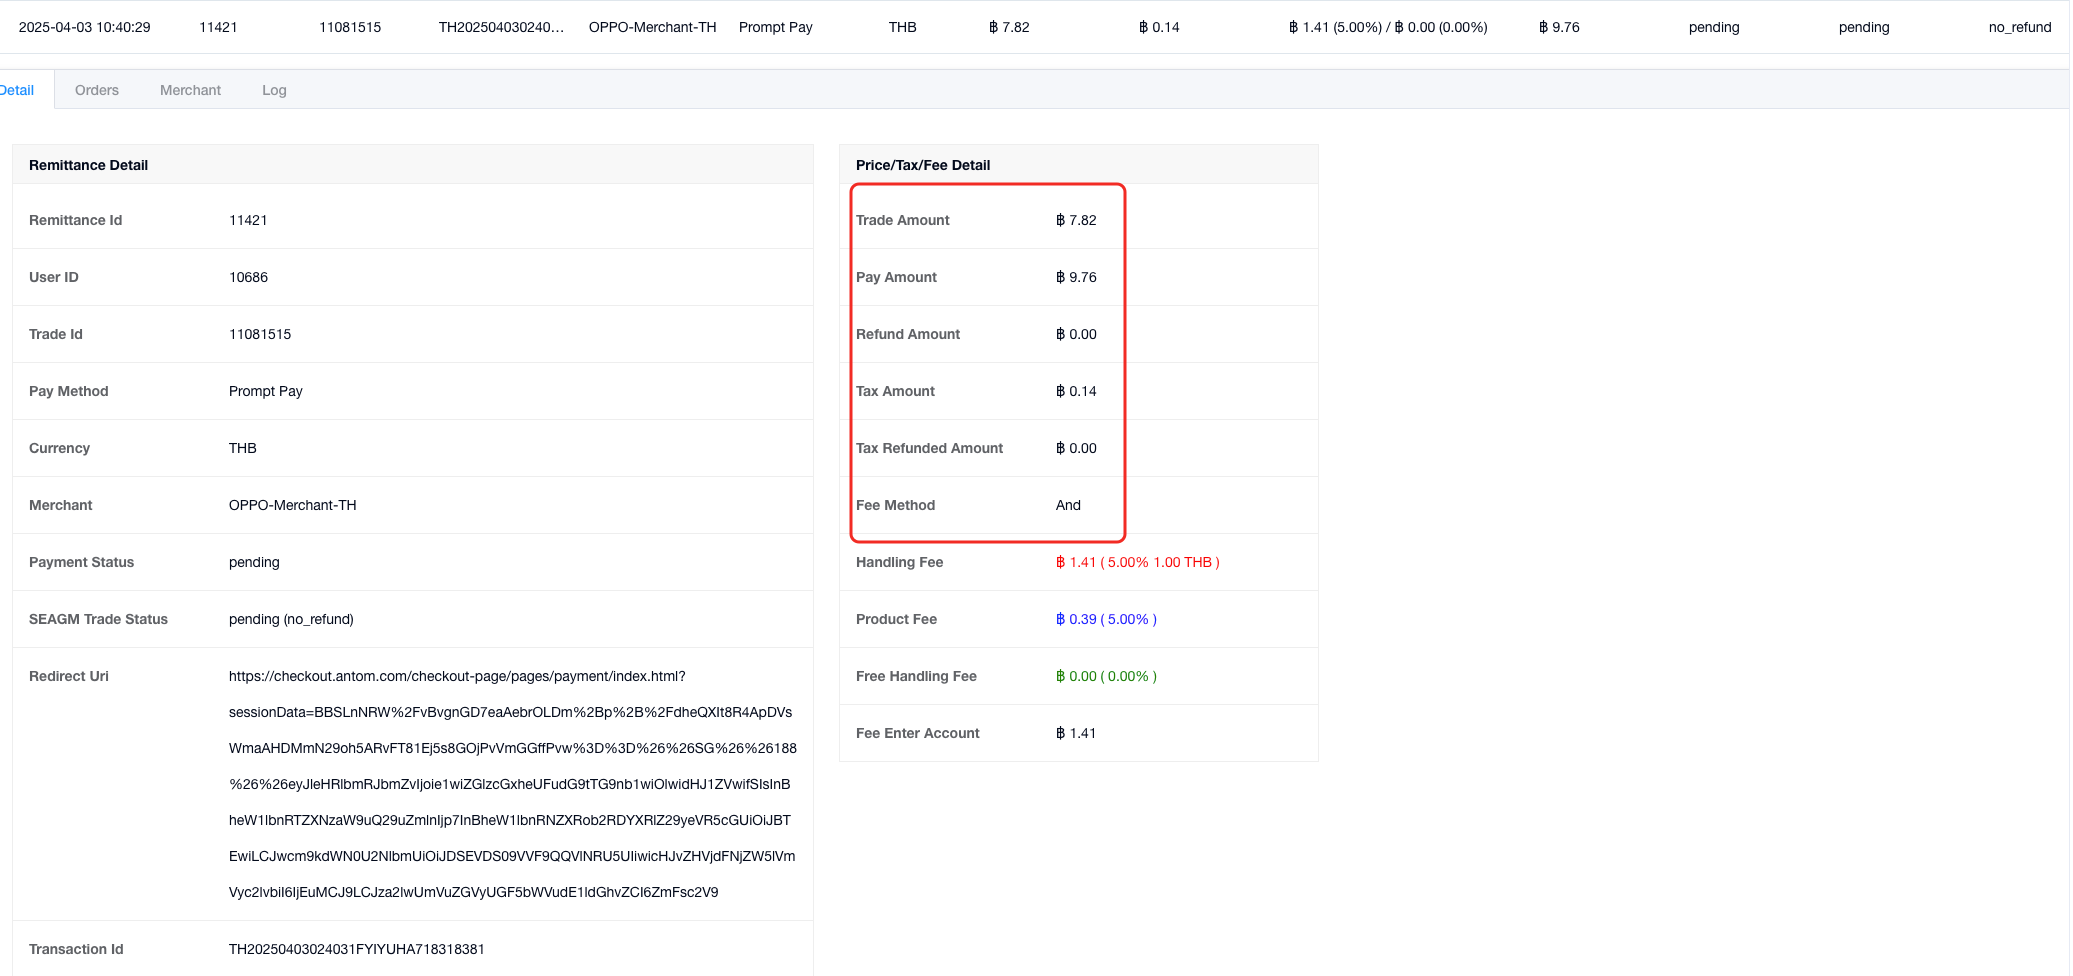 2025-04-03 10:40:29 11421 11081515 TH202504030240... OPPO-Merchant-TH Prompt Pay THB ฿ 7.82 ฿ 0.14 ฿ 1.41 (5.00%) / ฿ 0.00 (0.00%) ฿ 9.76 pending pending no_refund
Detail Orders Merchant Log
Remittance Detail
Remittance Id 11421
User ID 10686
Trade Id 11081515
Pay Method Prompt Pay
Currency THB
Merchant OPPO-Merchant-TH
Payment Status pending
SEAGM Trade Status pending (no_refund)
Redirect Uri https://checkout.antom.com/checkout-page/pages/payment/index.html?
sessionData=BBSLnNRW%2FvBvgnGD7eaAebrOLDm%2Bp%2B%2FdheQXIt8R4ApDVs
WmaAHDMmN29oh5ARvFT81Ej5s8GOjPvVmGGffPvw%3D%3D%26%26SG%26%26188
%26%26eyJleHRlbmRJbmZvIjoie1wiZGlzcGxheUFudG9tTG9nb1wiOlwidHJ1ZVwifSIsInB
heW1lbnRTZXNzaW9uQ29uZmlnIjp7InBheW1lbnRNZXRob2RDYXRlZ29yeVR5cGUiOiJBT
EwiLCJwcm9kdWN0U2NlbmUiOiJDSEVDS09VVF9QQVlNRU5UIiwicHJvZHVjdFNjZW5lVm
Vyc2lvbiI6IjEuMCJ9LCJza2lwUmVuZGVyUGF5bWVudE1ldGhvZCI6ZmFsc2V9
Transaction Id TH20250403024031FYIYUHA718318381
Price/Tax/Fee Detail
Trade Amount ฿ 7.82
Pay Amount ฿ 9.76
Refund Amount ฿ 0.00
Tax Amount ฿ 0.14
Tax Refunded Amount ฿ 0.00
Fee Method And
Handling Fee ฿ 1.41 ( 5.00% 1.00 THB )
Product Fee ฿ 0.39 ( 5.00% )
Free Handling Fee ฿ 0.00 ( 0.00% )
Fee Enter Account ฿ 1.41